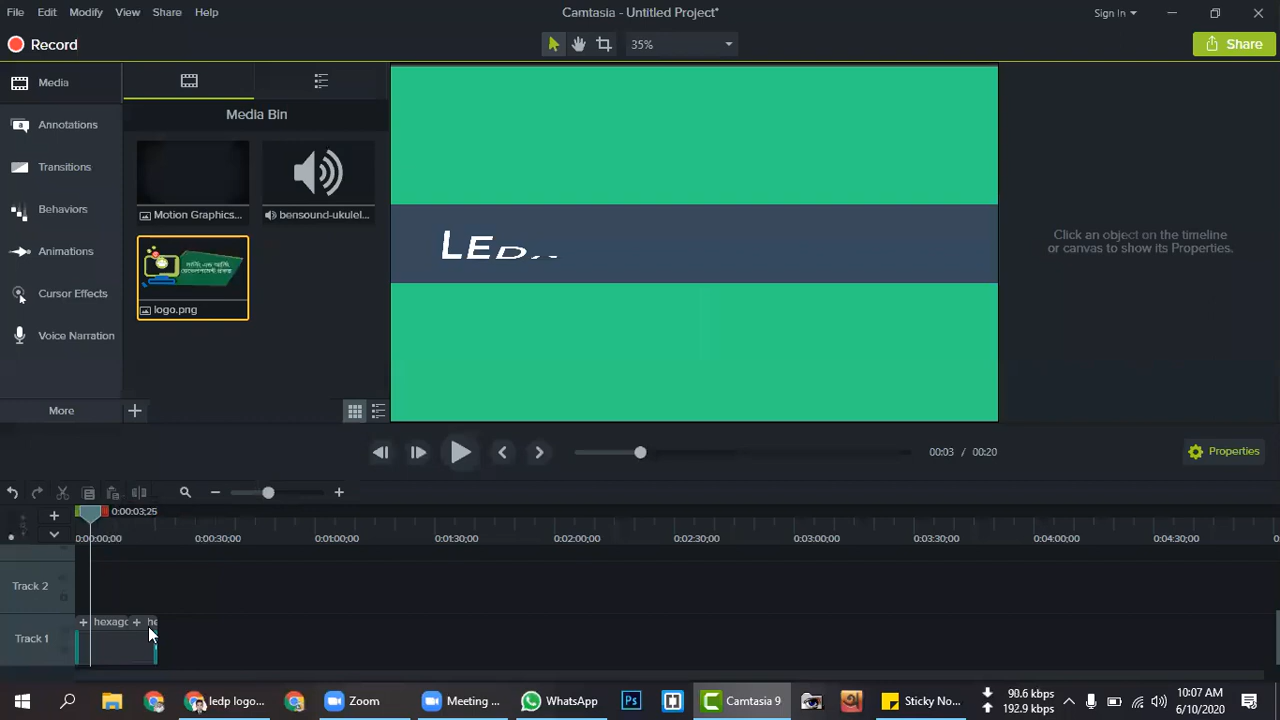 File Edit Modify View Share Help
Camtasia - Untitled Project*
Sign In
Record
35%
Share
Media
Annotations
Transitions
Behaviors
Animations
Cursor Effects
Voice Narration
More
Media Bin
Motion Graphics...
bensound-ukulel...
লার্নিং এন্ড আর্নিং
ডেভেলপমেন্ট প্রকল্প
logo.png
LED
Click an object on the timeline
or canvas to show its Properties.
00:03 / 00:20
Properties
0:00:03;25
0:00:00;00 0:00:30;00 0:01:00;00 0:01:30;00 0:02:00;00 0:02:30;00 0:03:00;00 0:03:30;00 0:04:00;00 0:04:30;00
Track 2
hexago he
Track 1
ledp logo...
Zoom
Meeting ...
WhatsApp
Ps
Camtasia 9
Sticky No...
90.6 kbps
192.9 kbps
10:07 AM
6/10/2020